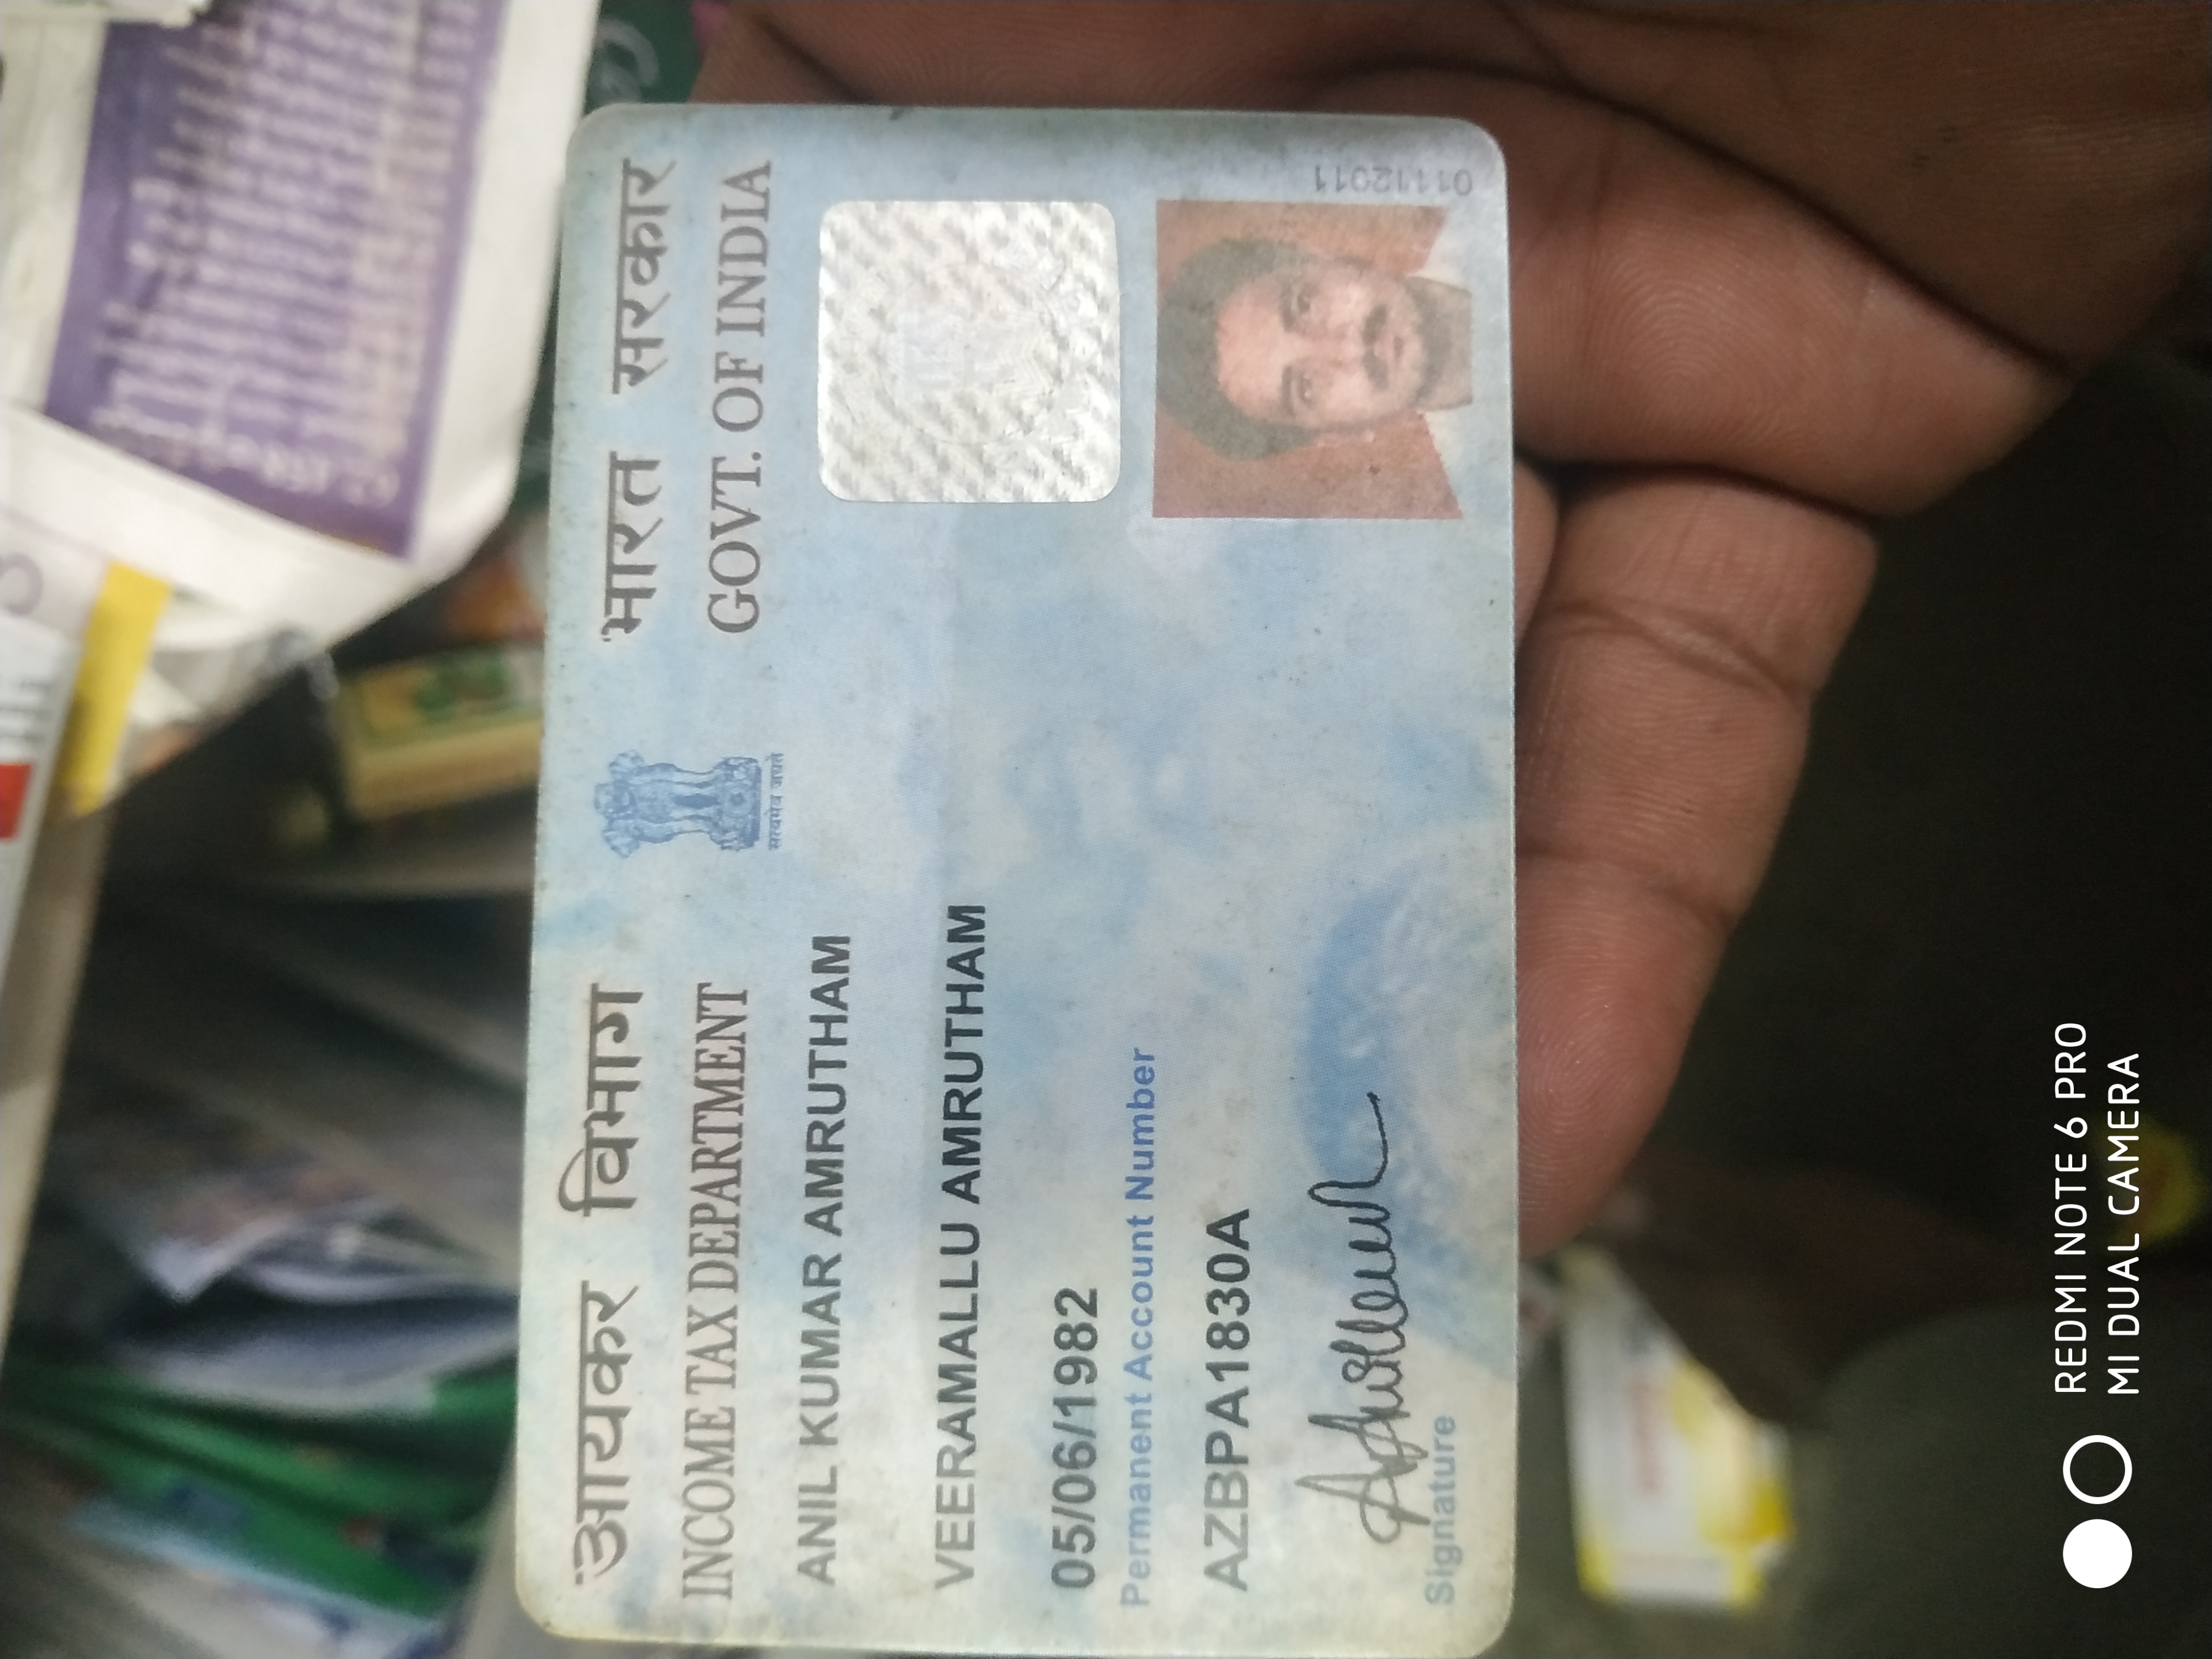 आयकर विभाग
INCOME TAX DEPARTMENT
सत्यमेव जयते
भारत सरकार
GOVT. OF INDIA
ANIL KUMAR AMRUTHAM
VEERAMALLU AMRUTHAM
05/06/1982
Permanent Account Number
AZBPA1830A
Signature
01112011
REDMI NOTE 6 PRO
MI DUAL CAMERA